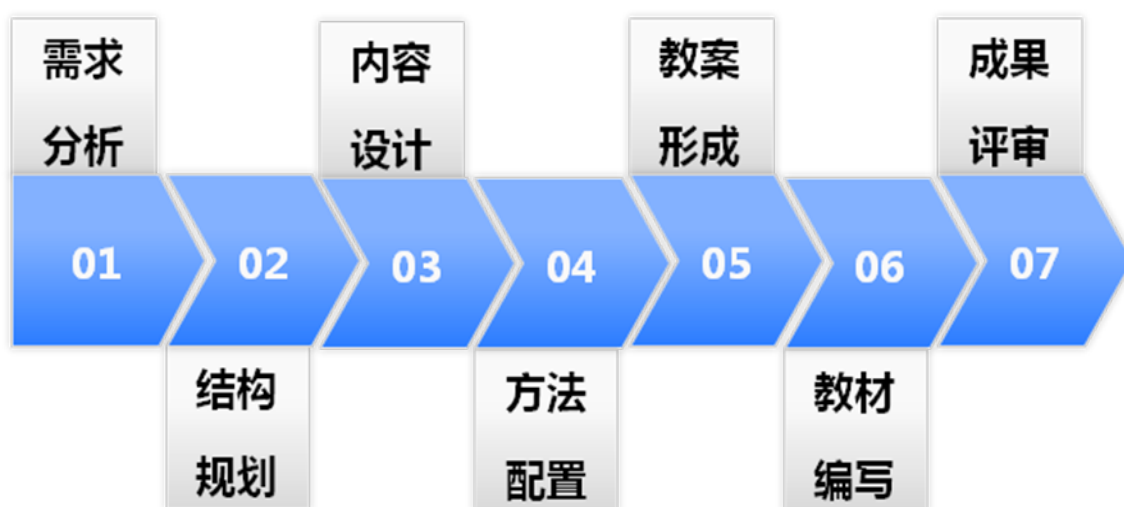 需求
分析
内容
设计
教案
形成
成果
评审
01
02
03
04
05
06
07
结构
规划
方法
配置
教材
编写